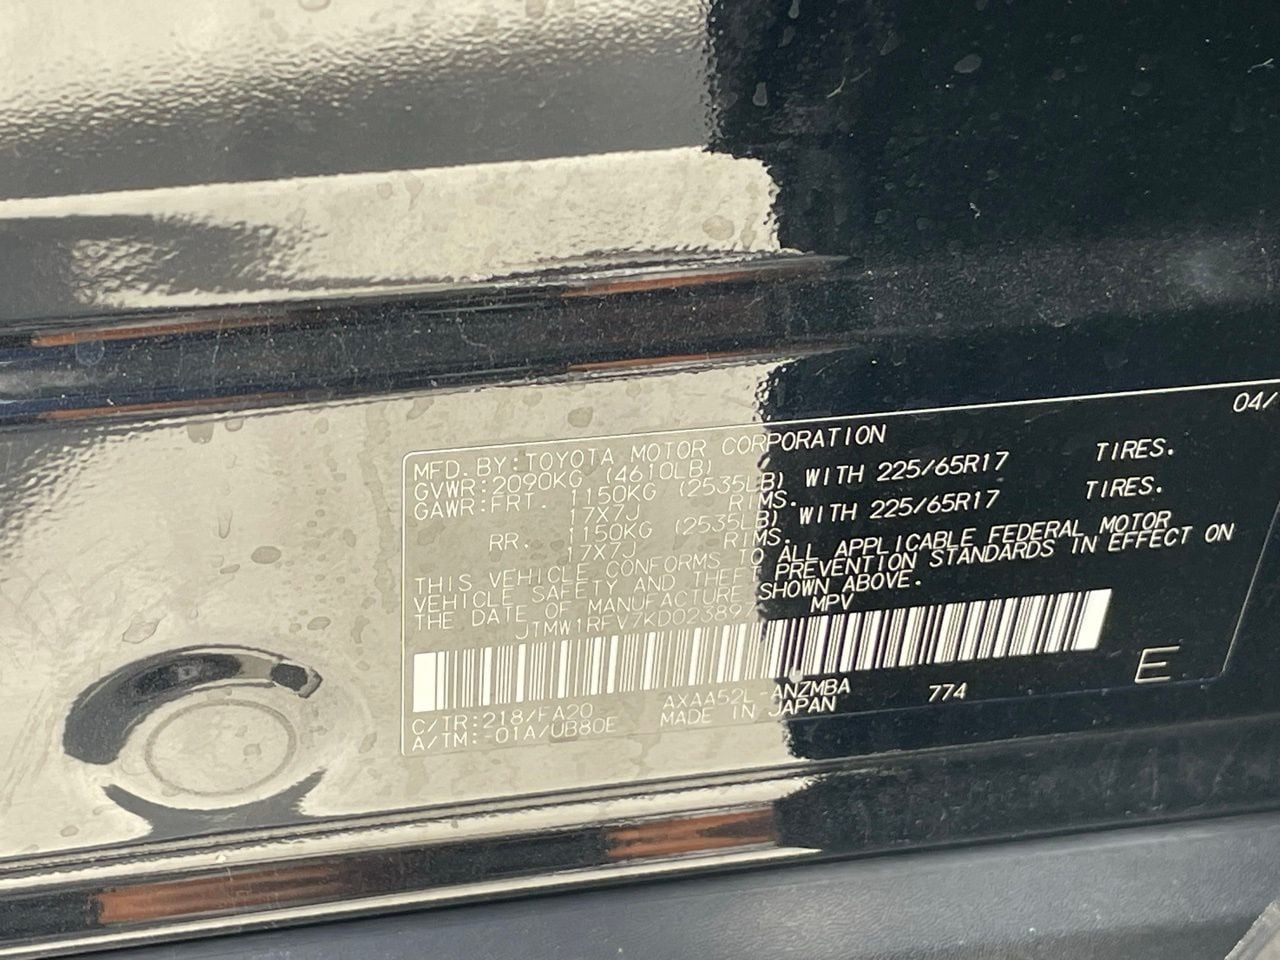 04/
MFD. BY: TOYOTA MOTOR CORPORATION
GVWR: 2090KG (4610LB)
GAWR: FRT. 1150KG (2535LB) WITH 225/65R17 TIRES.
17X7J RIMS.
RR. 1150KG (2535LB) WITH 225/65R17 TIRES.
17X7J RIMS.
THIS VEHICLE CONFORMS TO ALL APPLICABLE FEDERAL MOTOR
VEHICLE SAFETY AND THEFT PREVENTION STANDARDS IN EFFECT ON
THE DATE OF MANUFACTURE SHOWN ABOVE.
JTMW1RFV7KD023897 MPV
C/TR: 218/FA20 AXAA52L-ANZMBA 774
A/TM: -01A/UB80E MADE IN JAPAN
E